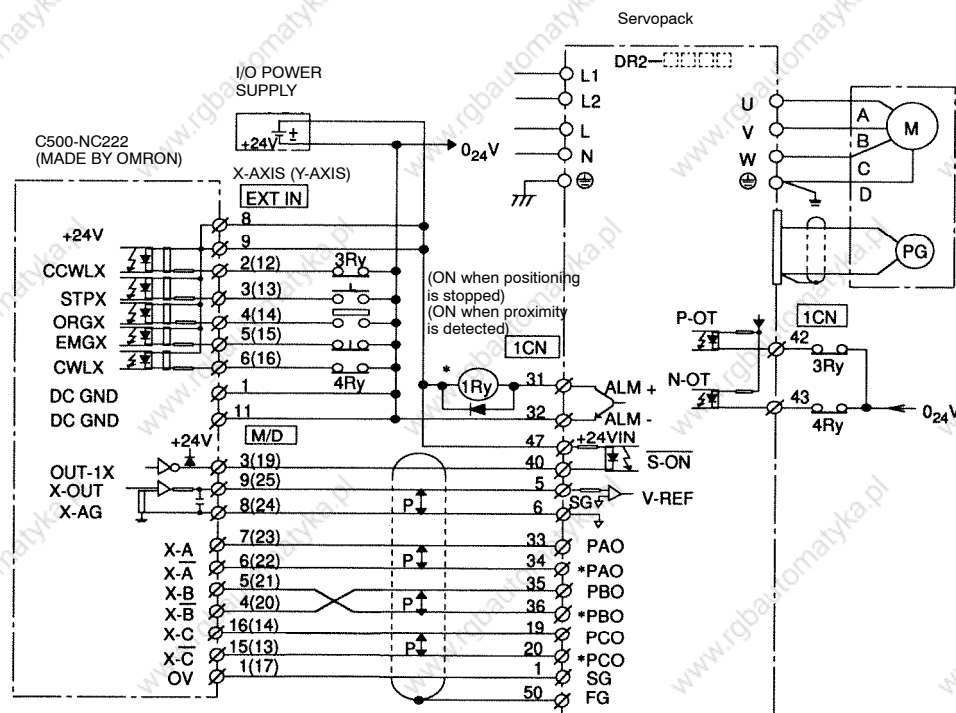 Servopack
DR2-
I/O POWER
SUPPLY
+24V
±
0₂₄V
C500-NC222
(MADE BY OMRON)
X-AXIS (Y-AXIS)
EXT IN
+24V
8
9
CCWLX
2(12)
3Ry
STPX
3(13)
ORGX
4(14)
EMGX
5(15)
CWLX
6(16)
4Ry
DC GND
1
DC GND
11
(ON when positioning
is stopped)
(ON when proximity
is detected)
1CN
*
1Ry
31
ALM +
32
ALM -
L1
L2
L
N
U
V
W
A
B
C
D
M
PG
P-OT
1CN
42
3Ry
N-OT
43
4Ry
0₂₄V
M/D
+24V
47
+24VIN
OUT-1X
3(19)
40
S-ON
X-OUT
9(25)
5
V-REF
SG
X-AG
8(24)
P
6
X-A
7(23)
33
PAO
X-A
6(22)
P
34
*PAO
X-B
5(21)
35
PBO
X-B
4(20)
P
36
*PBO
X-C
16(14)
19
PCO
X-C
15(13)
P
20
*PCO
OV
1(17)
1
SG
50
FG
www.rgbautomatyka.pl